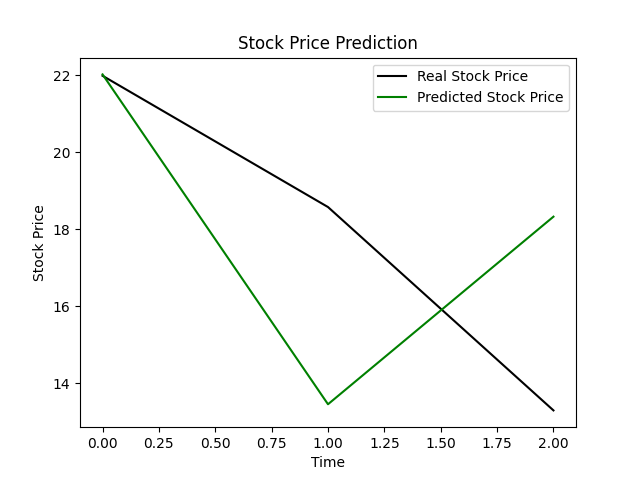 Stock Price Prediction
Real Stock Price
Predicted Stock Price
Stock Price
22
20
18
16
14
0.00 0.25 0.50 0.75 1.00 1.25 1.50 1.75 2.00
Time